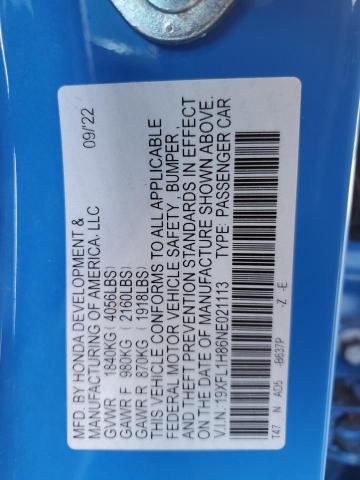 MFD. BY HONDA DEVELOPMENT &
MANUFACTURING OF AMERICA, LLC 09/'22
GVWR 1840KG(4056LBS)
GAWR F 980KG (2160LBS)
GAWR R 870KG (1918LBS)
THIS VEHICLE CONFORMS TO ALL APPLICABLE
FEDERAL MOTOR VEHICLE SAFETY, BUMPER,
AND THEFT PREVENTION STANDARDS IN EFFECT
ON THE DATE OF MANUFACTURE SHOWN ABOVE.
V.I.N: 19XFL1H86NE021113 TYPE: PASSENGER CAR
T47 N AD5 -B637P -Z -E